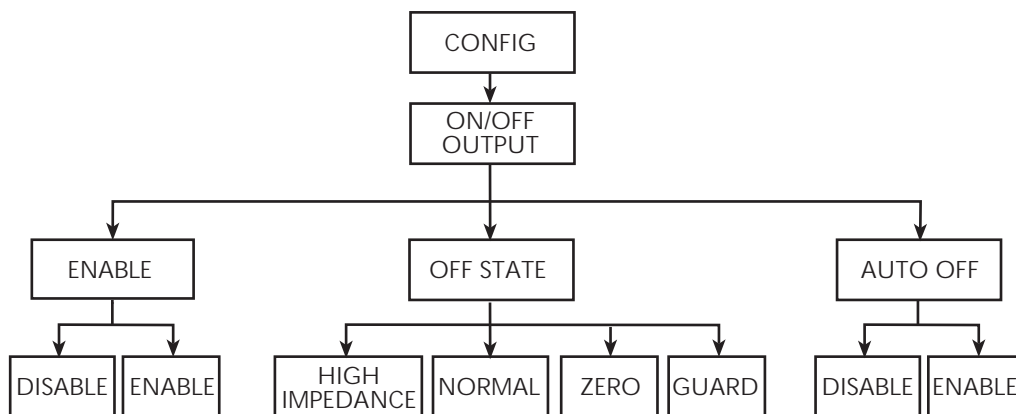 CONFIG
ON/OFF
OUTPUT
ENABLE
OFF STATE
AUTO OFF
DISABLE
ENABLE
HIGH
IMPEDANCE
NORMAL
ZERO
GUARD
DISABLE
ENABLE